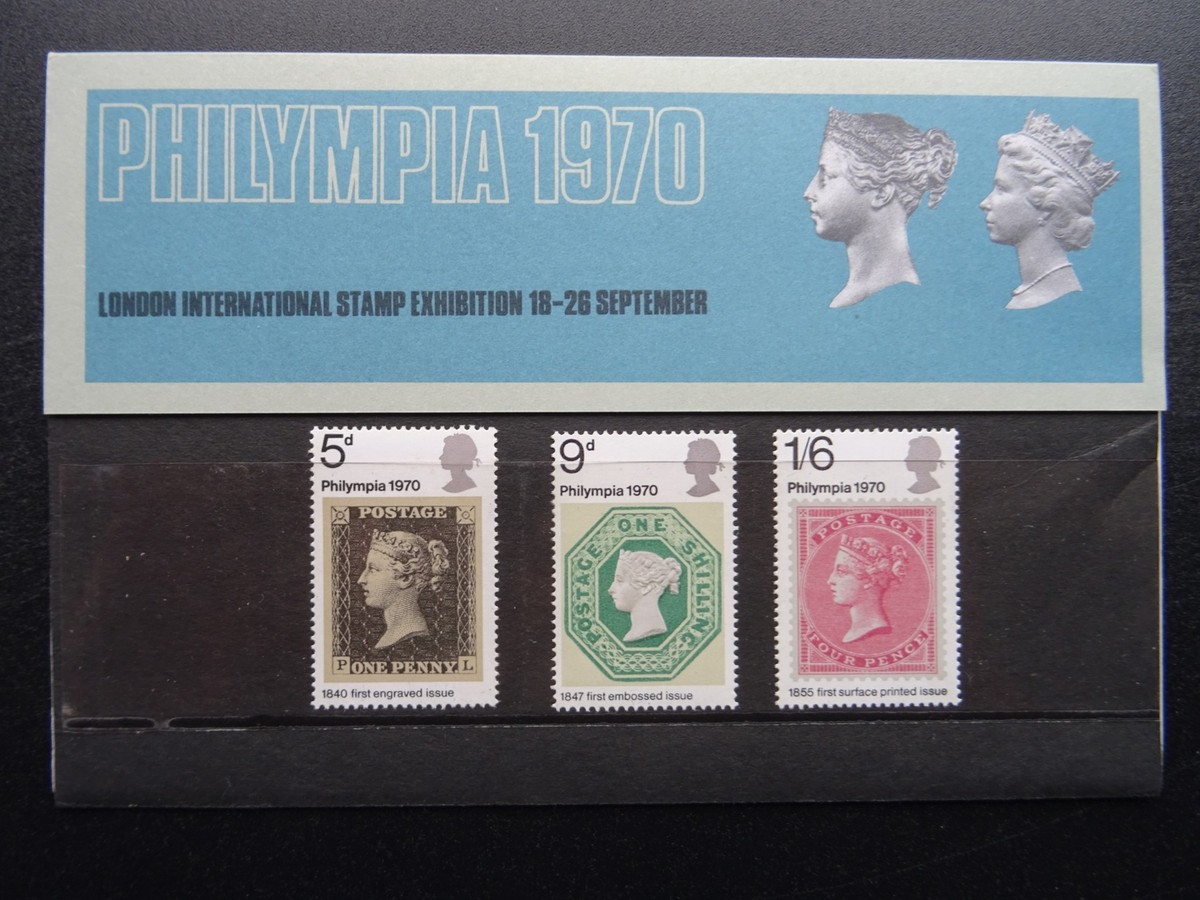 PHILYMPIA 1970
LONDON INTERNATIONAL STAMP EXHIBITION 18-26 SEPTEMBER
5d
Philympia 1970
POSTAGE
P ONE PENNY L
1840 first engraved issue
9d
Philympia 1970
POSTAGE ONE SHILLING
1847 first embossed issue
1/6
Philympia 1970
POSTAGE
FOUR PENCE
1855 first surface printed issue